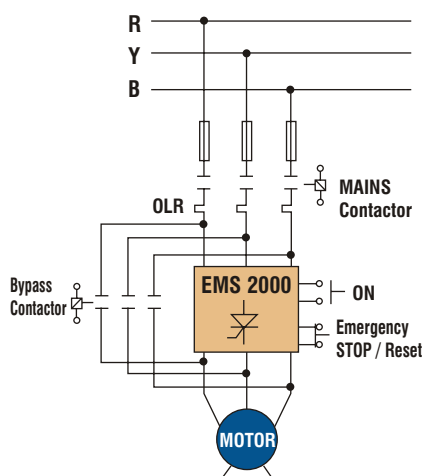 R
Y
B
MAINS
Contactor
OLR
Bypass
Contactor
EMS 2000
ON
Emergency
STOP / Reset
MOTOR